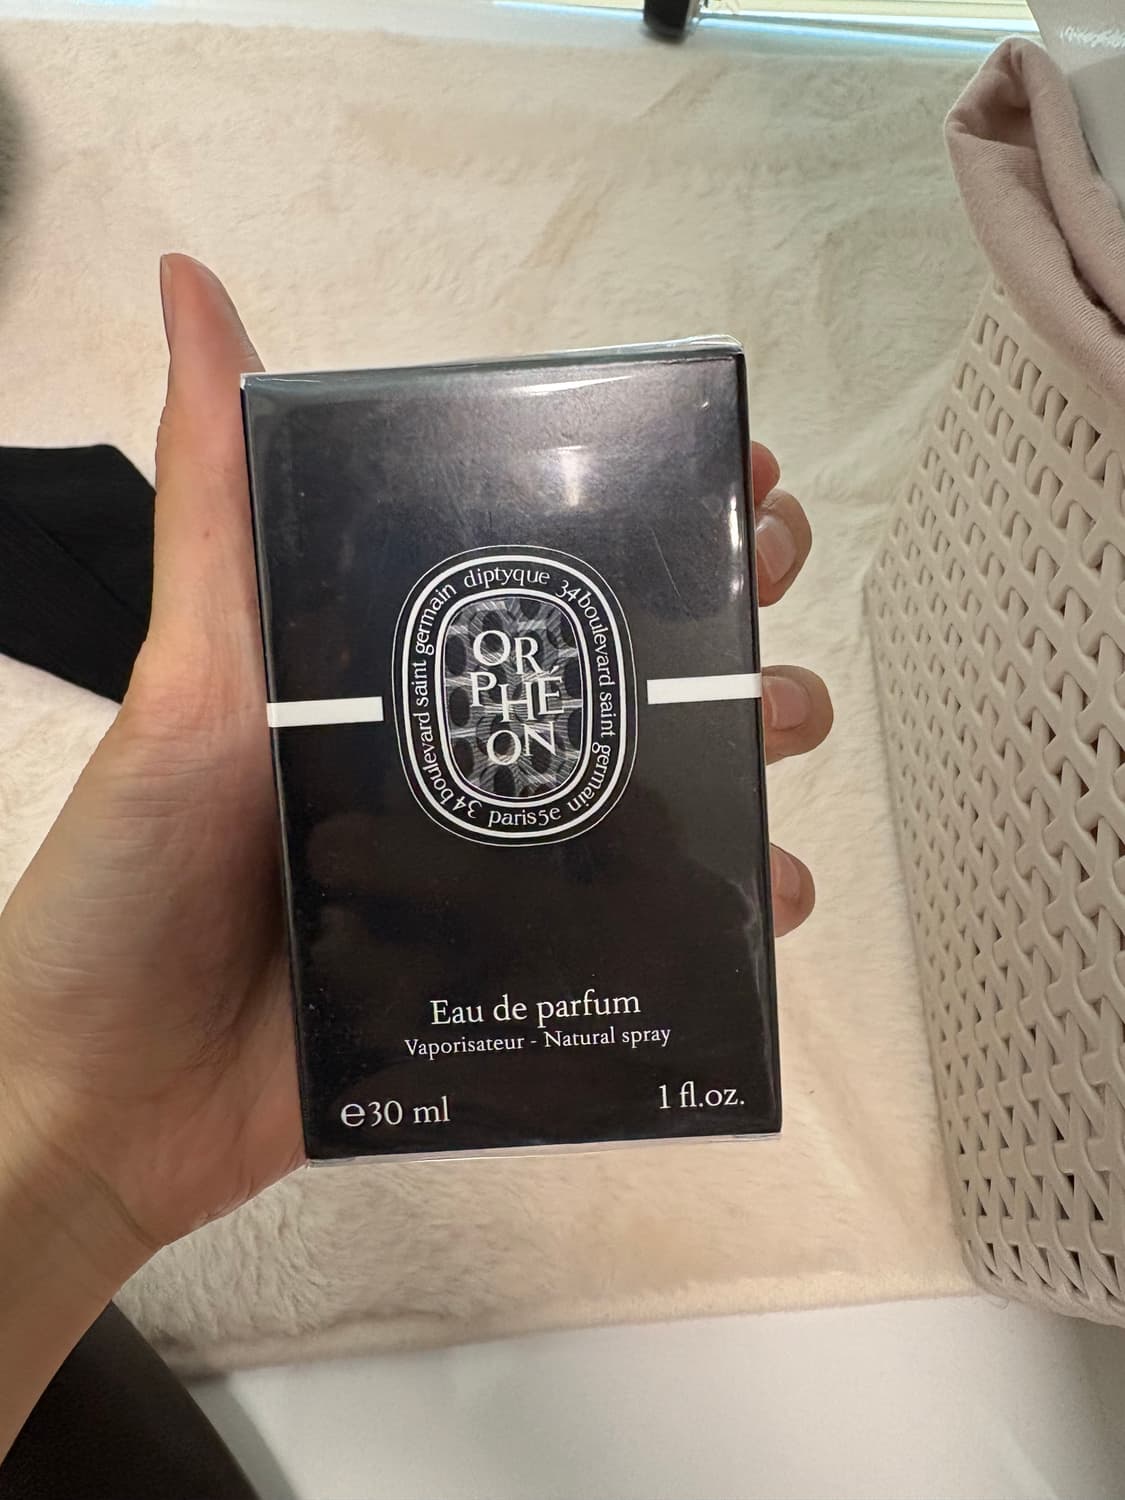 diptyque 34 boulevard saint germain paris5e 34 boulevard saint germain
OR
PHÉ
ON
Eau de parfum
Vaporisateur - Natural spray
℮30 ml 1 fl.oz.